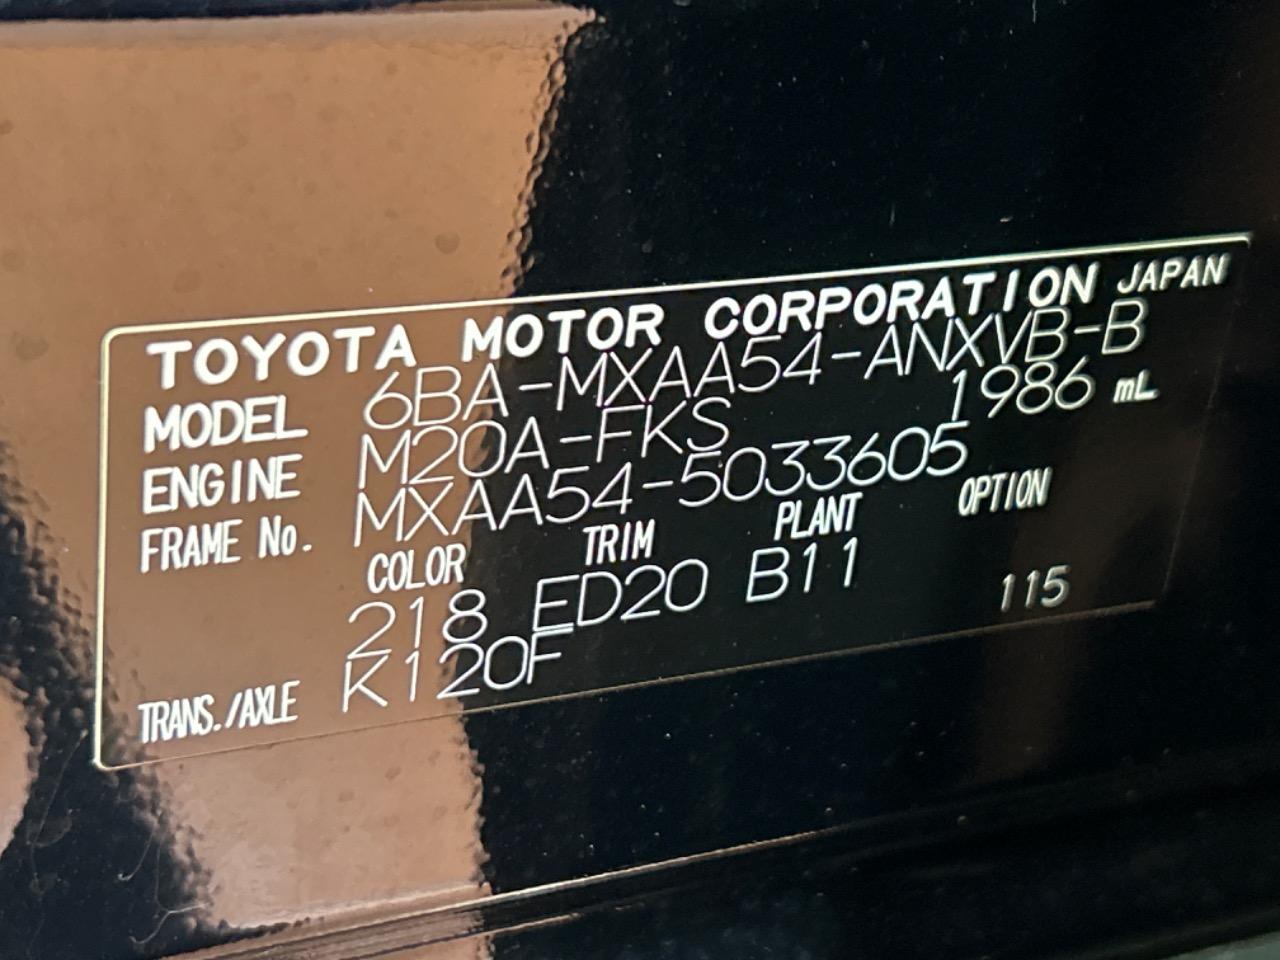 TOYOTA MOTOR CORPORATION JAPAN
MODEL 6BA-MXAA54-ANXVB-B
ENGINE M20A-FKS 1986 mL
FRAME No. MXAA54-5033605
COLOR TRIM PLANT OPTION
218 ED20 B11 115
TRANS./AXLE K120F